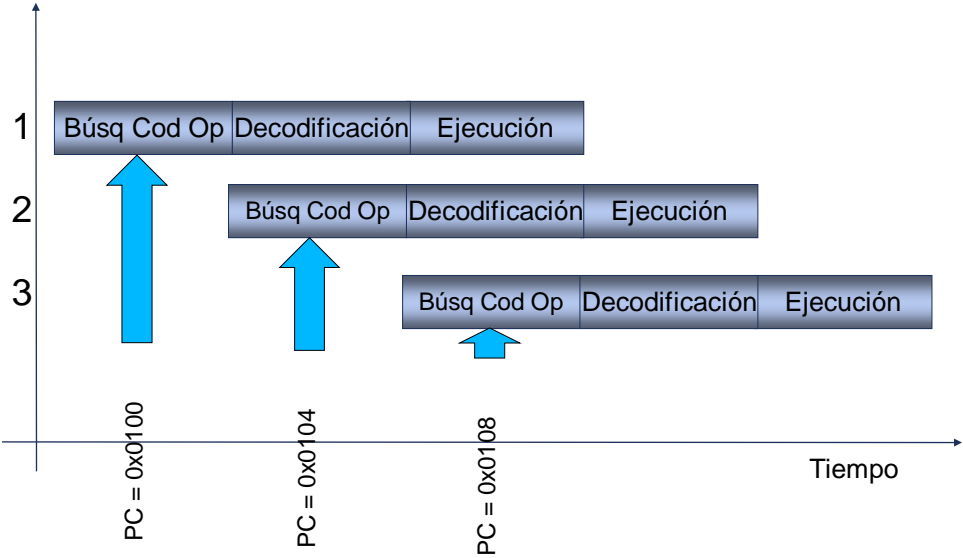 1 Búsq Cod Op Decodificación Ejecución
2 Búsq Cod Op Decodificación Ejecución
3 Búsq Cod Op Decodificación Ejecución
PC = 0x0100
PC = 0x0104
PC = 0x0108
Tiempo